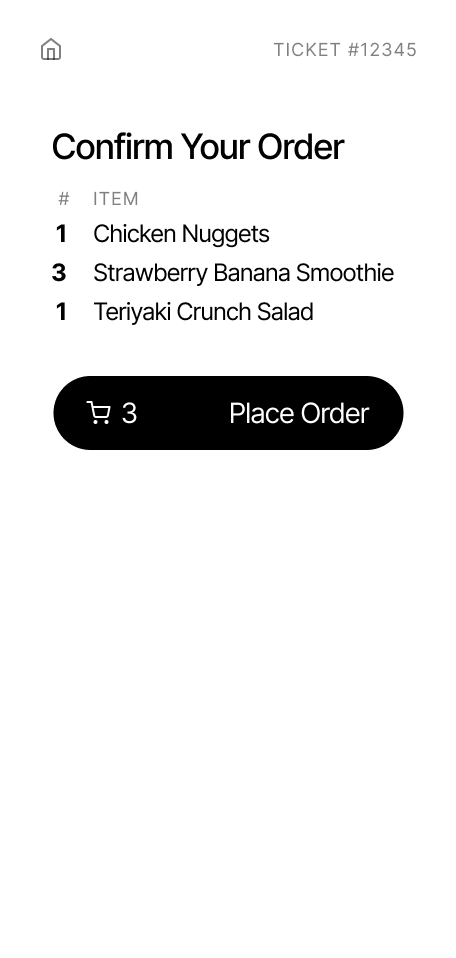 TICKET #12345
Confirm Your Order
# ITEM
1 Chicken Nuggets
3 Strawberry Banana Smoothie
1 Teriyaki Crunch Salad
3 Place Order